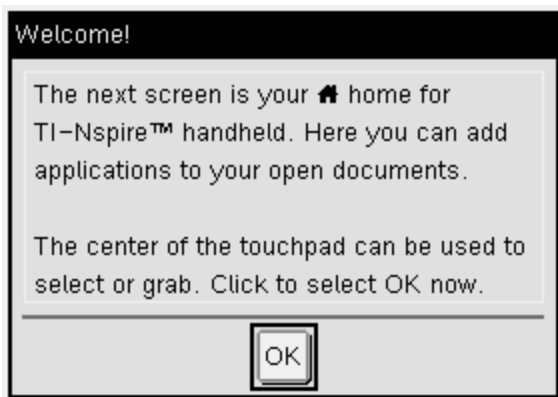 Welcome!
The next screen is your home for
TI-Nspire™ handheld. Here you can add
applications to your open documents.
The center of the touchpad can be used to
select or grab. Click to select OK now.
OK